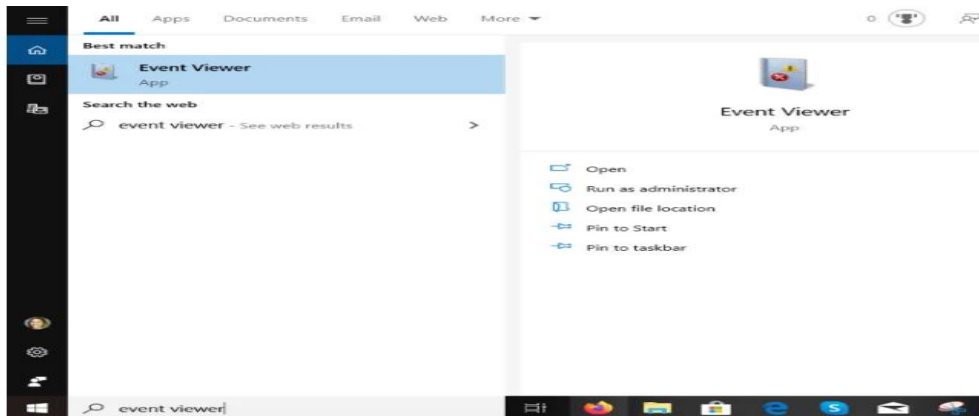 All Apps Documents Email Web More 0
Best match
Event Viewer
App
Search the web
event viewer - See web results
Event Viewer
App
Open
Run as administrator
Open file location
Pin to Start
Pin to taskbar
event viewer